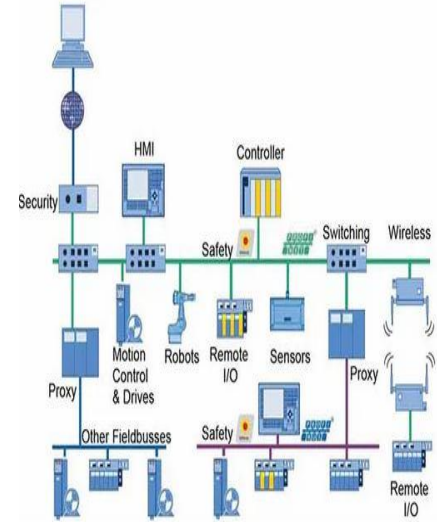 HMI
Controller
Security
Safety
Switching
Wireless
Motion
Control
& Drives
Robots
Remote
I/O
Sensors
Proxy
Proxy
Other Fieldbusses
Safety
Remote
I/O